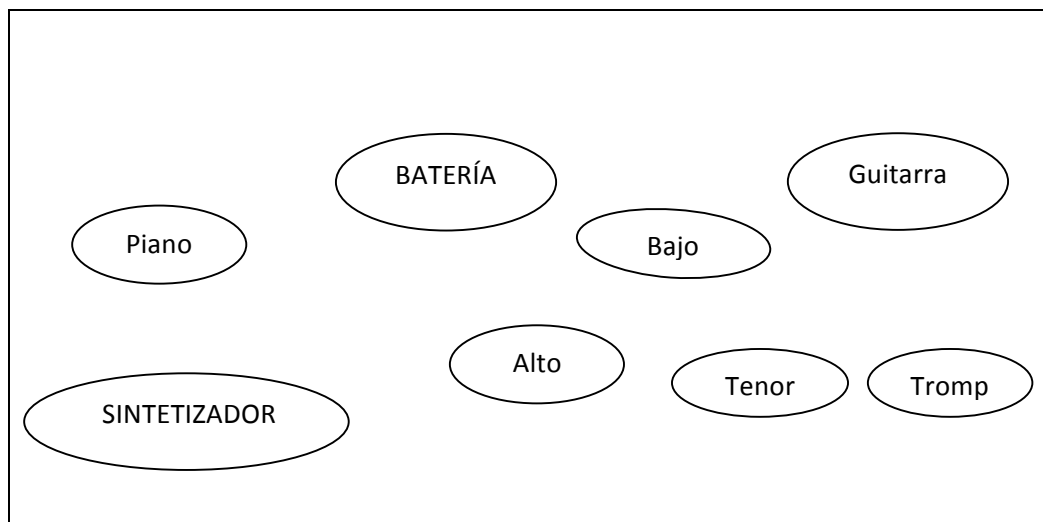 BATERÍA
Guitarra
Piano
Bajo
Alto
Tenor
Tromp
SINTETIZADOR